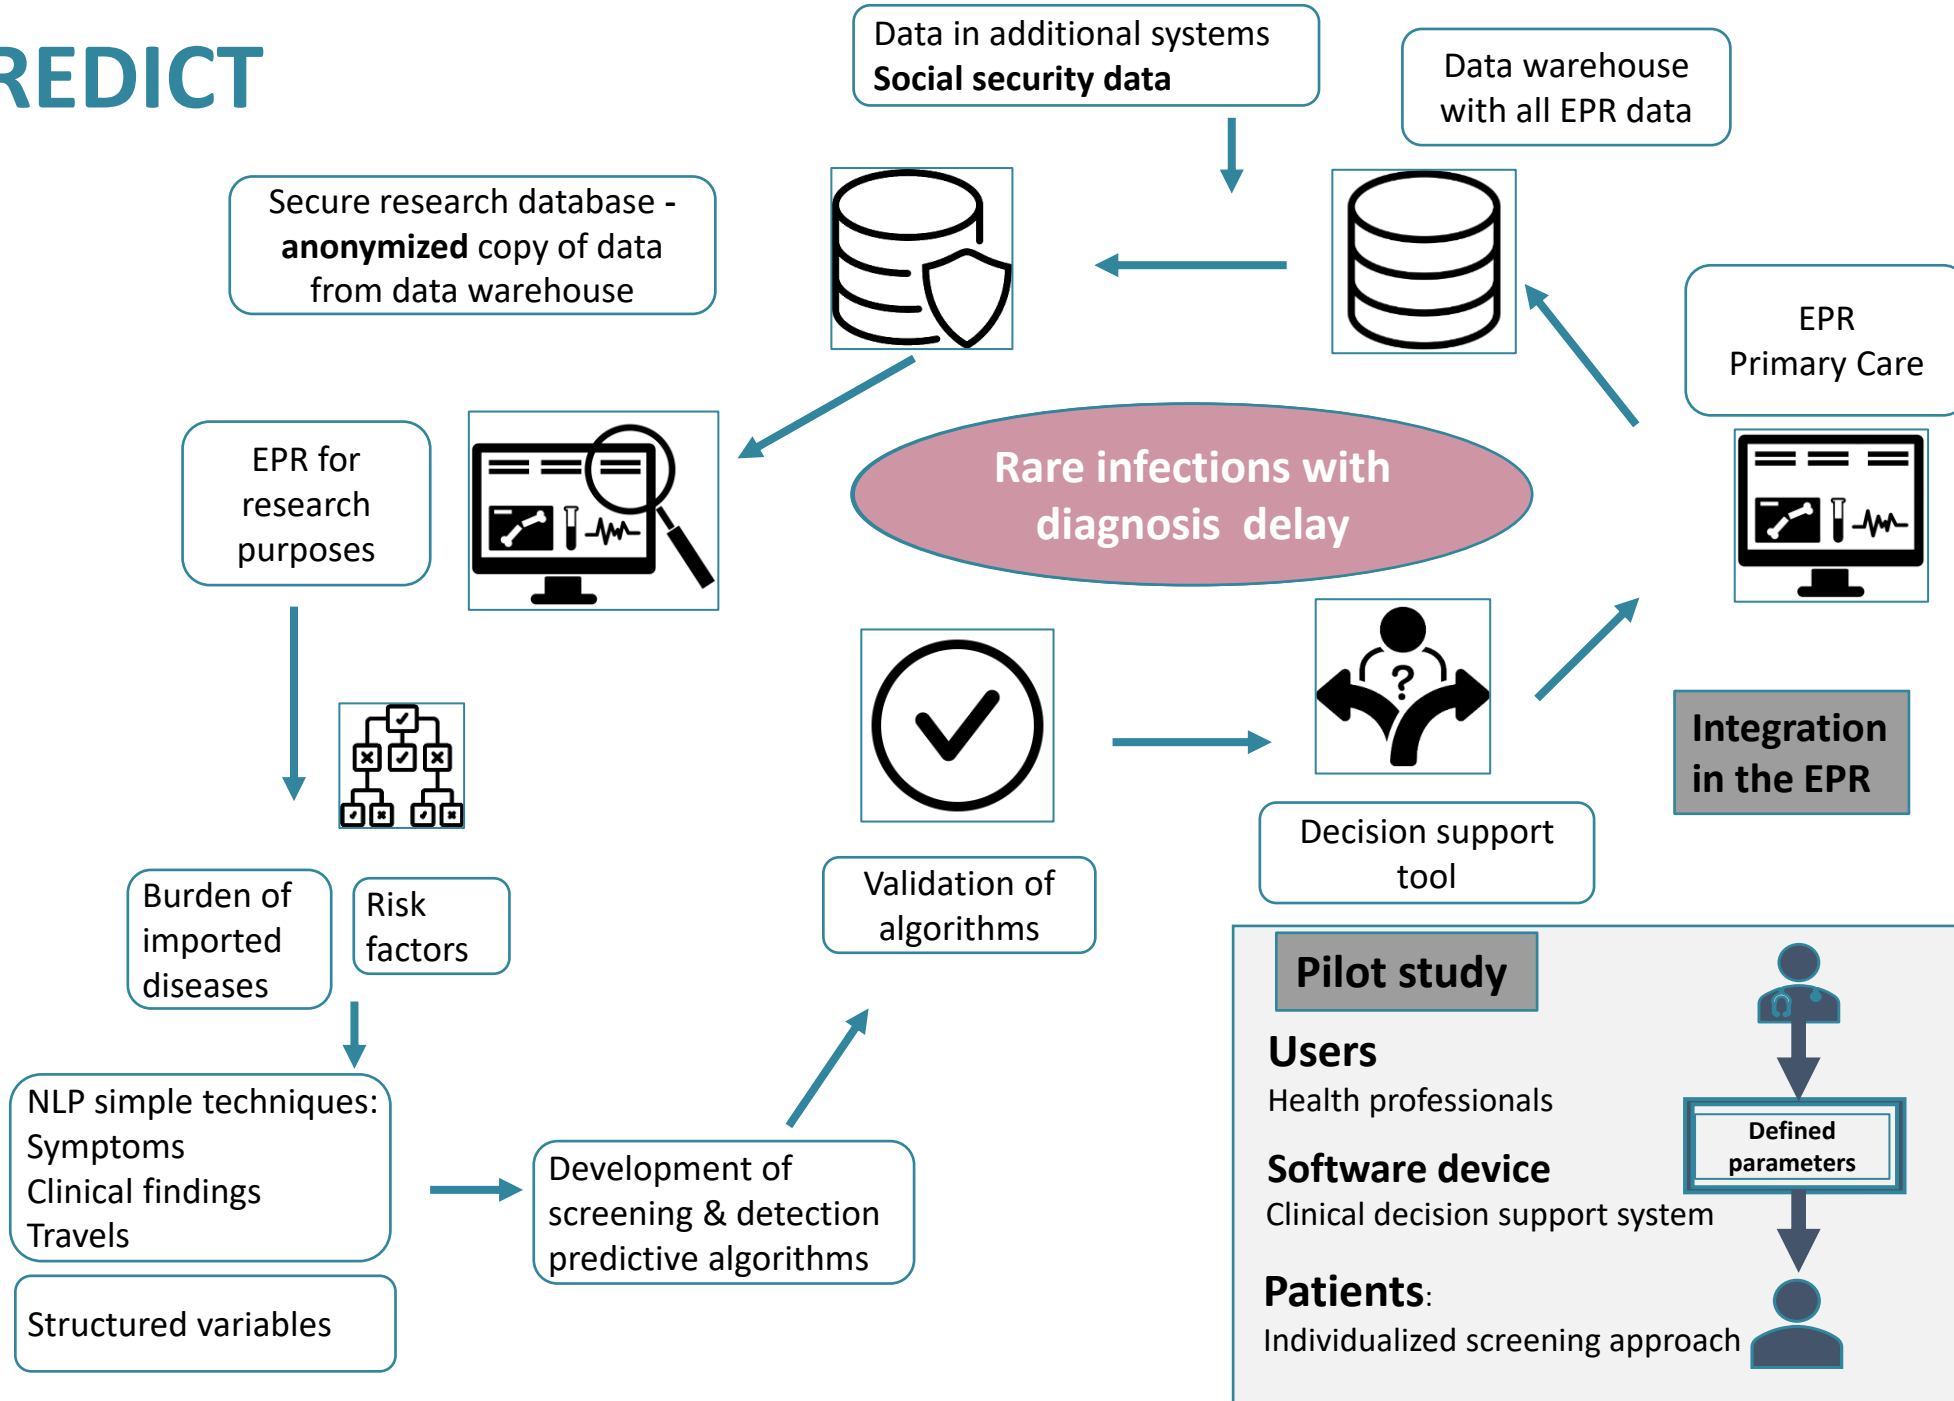 REDICT
Data in additional systems
Social security data
Data warehouse
with all EPR data
Secure research database -
anonymized copy of data
from data warehouse
EPR
Primary Care
EPR for
research
purposes
Rare infections with
diagnosis delay
?
Integration
in the EPR
Decision support
tool
Validation of
algorithms
Burden of
imported
diseases
Risk
factors
NLP simple techniques:
Symptoms
Clinical findings
Travels
Structured variables
Development of
screening & detection
predictive algorithms
Pilot study
Users
Health professionals
Software device
Clinical decision support system
Patients:
Individualized screening approach
Defined
parameters